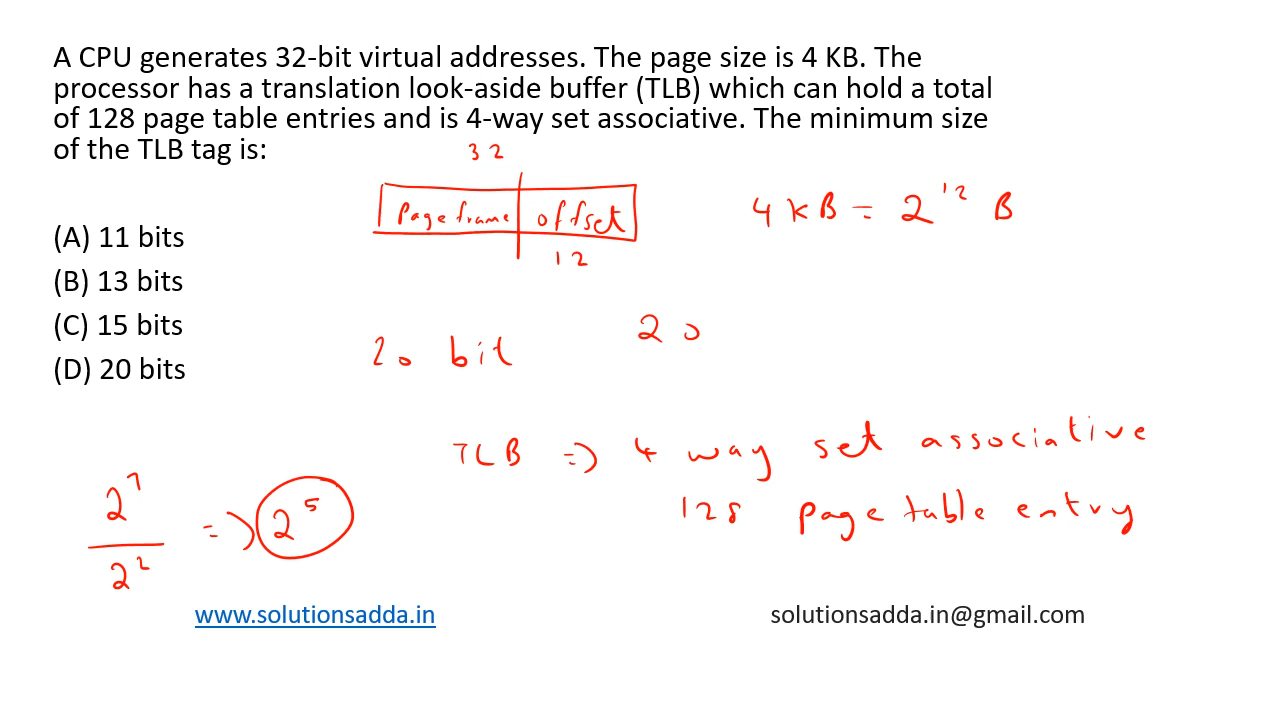 A CPU generates 32-bit virtual addresses. The page size is 4 KB. The
processor has a translation look-aside buffer (TLB) which can hold a total
of 128 page table entries and is 4-way set associative. The minimum size
of the TLB tag is:
32
Page frame offset
12
4 KB = 2^12 B
(A) 11 bits
(B) 13 bits
(C) 15 bits
(D) 20 bits
20 bit
20
TLB => 4 way set associative
128 page table entry
2^7
2^2
=> 2^5
www.solutionsadda.in
solutionsadda.in@gmail.com